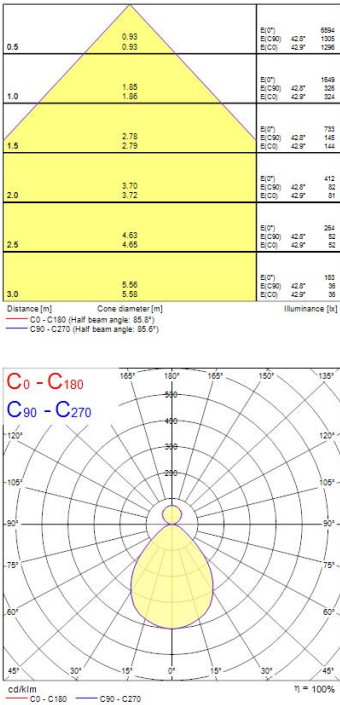 E(0°) 6594
0.93 E(C90) 42.8° 1305
0.5 0.93 E(C0) 42.9° 1296
E(0°) 1649
1.85 E(C90) 42.8° 326
1.0 1.86 E(C0) 42.9° 324
E(0°) 733
2.78 E(C90) 42.8° 145
1.5 2.79 E(C0) 42.9° 144
E(0°) 412
3.70 E(C90) 42.8° 82
2.0 3.72 E(C0) 42.9° 81
E(0°) 264
4.63 E(C90) 42.8° 52
2.5 4.65 E(C0) 42.9° 52
E(0°) 183
5.56 E(C90) 42.8° 36
3.0 5.58 E(C0) 42.9° 36
Distance [m] Cone diameter [m] Illuminance [lx]
C0 - C180 (Half beam angle: 85.8°)
C90 - C270 (Half beam angle: 85.6°)
165° 180° 165° 135°
C0 - C180
500
C90 - C270
400
120° 120°
300
105° 200 105°
90° 90°
75° 75°
60° 60°
45° 30° 15° 0° 15° 30° 45°
cd/klm η = 100%
C0 - C180 C90 - C270